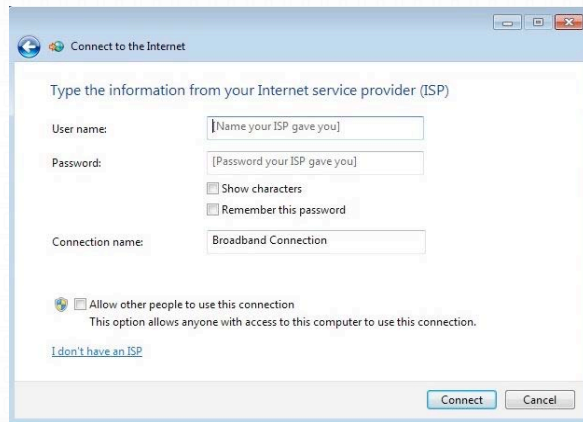 Connect to the Internet
Type the information from your Internet service provider (ISP)
User name: [Name your ISP gave you]
Password: [Password your ISP gave you]
Show characters
Remember this password
Connection name: Broadband Connection
Allow other people to use this connection
This option allows anyone with access to this computer to use this connection.
I don't have an ISP
Connect Cancel